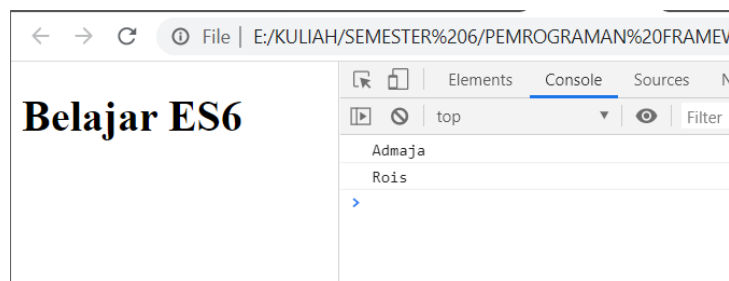 File | E:/KULIAH/SEMESTER%206/PEMROGRAMAN%20FRAMEW
Belajar ES6
Elements Console Sources N
top Filter
Admaja
Rois
>